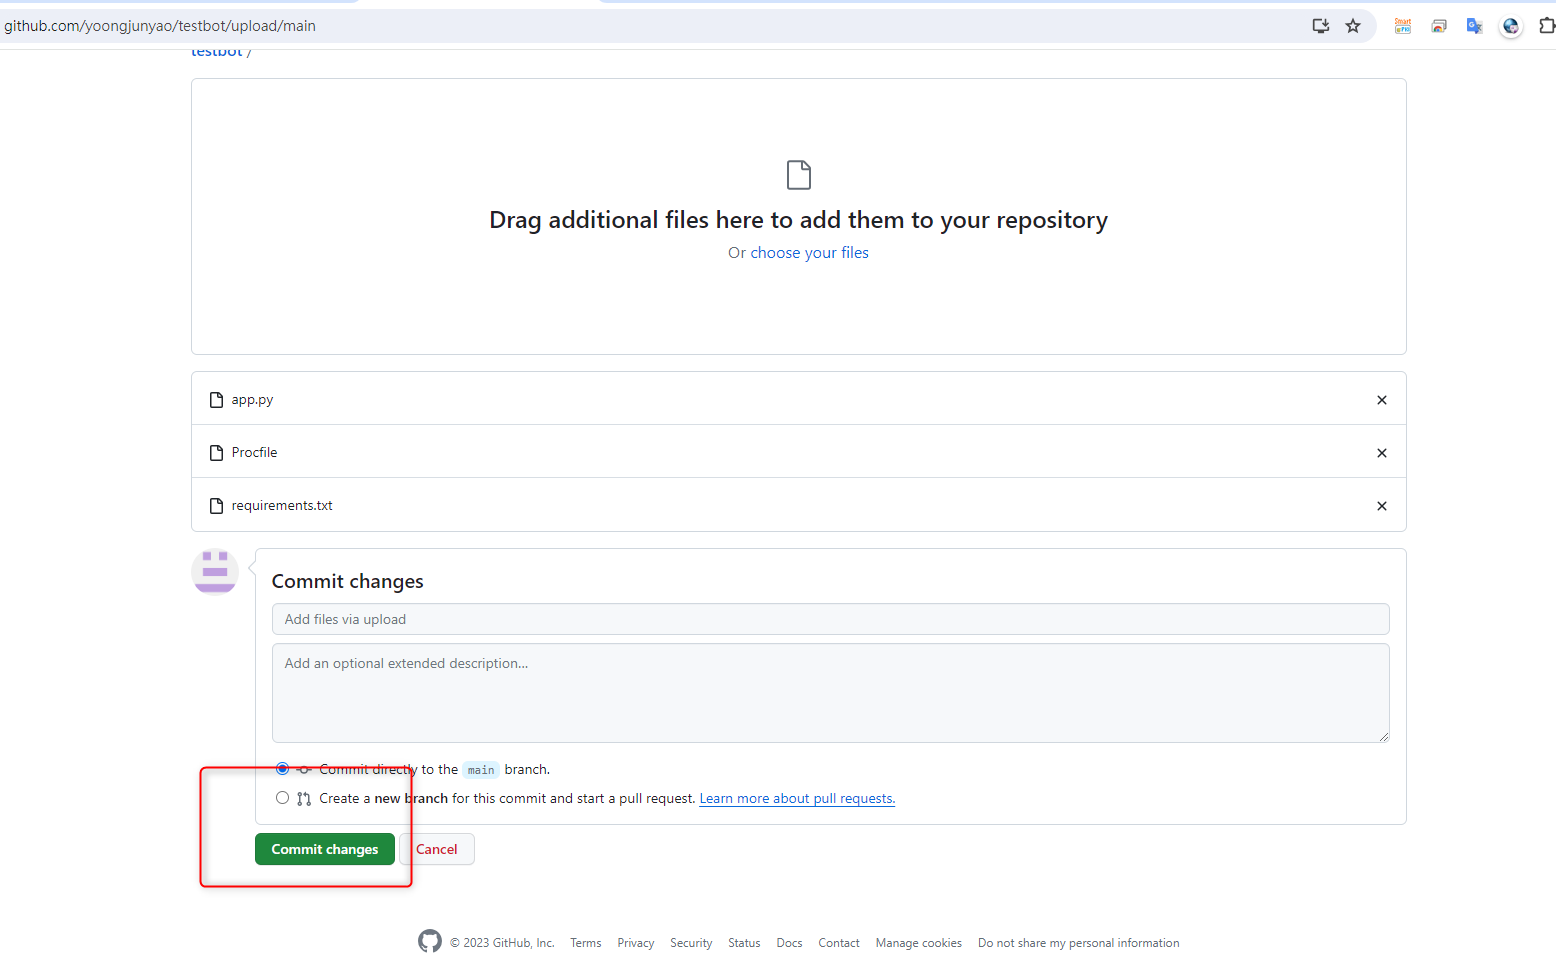 github.com/yoongjunyao/testbot/upload/main
testbot /
Drag additional files here to add them to your repository
Or choose your files
app.py
Procfile
requirements.txt
Commit changes
Add files via upload
Add an optional extended description...
Commit directly to the main branch.
Create a new branch for this commit and start a pull request. Learn more about pull requests.
Commit changes Cancel
© 2023 GitHub, Inc. Terms Privacy Security Status Docs Contact Manage cookies Do not share my personal information